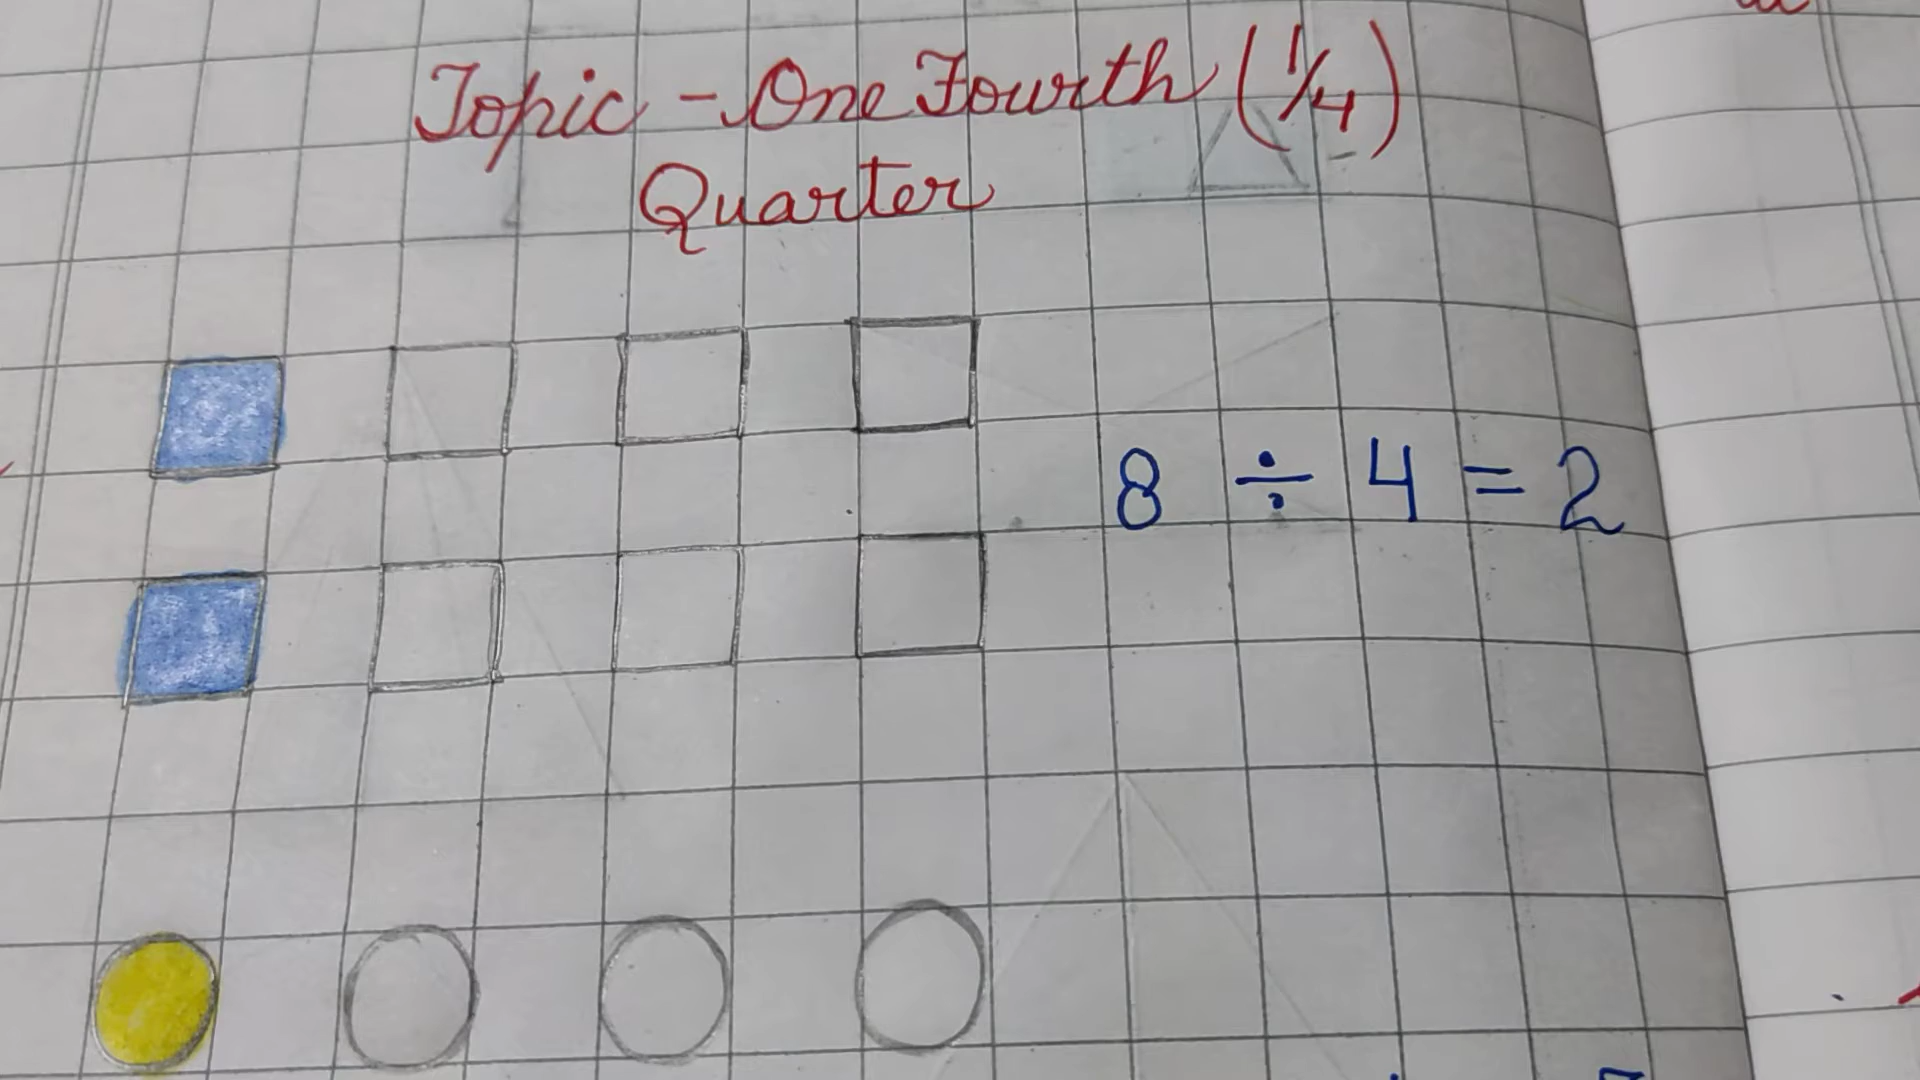 Topic - One Fourth (1/4)
Quarter
8 ÷ 4 = 2